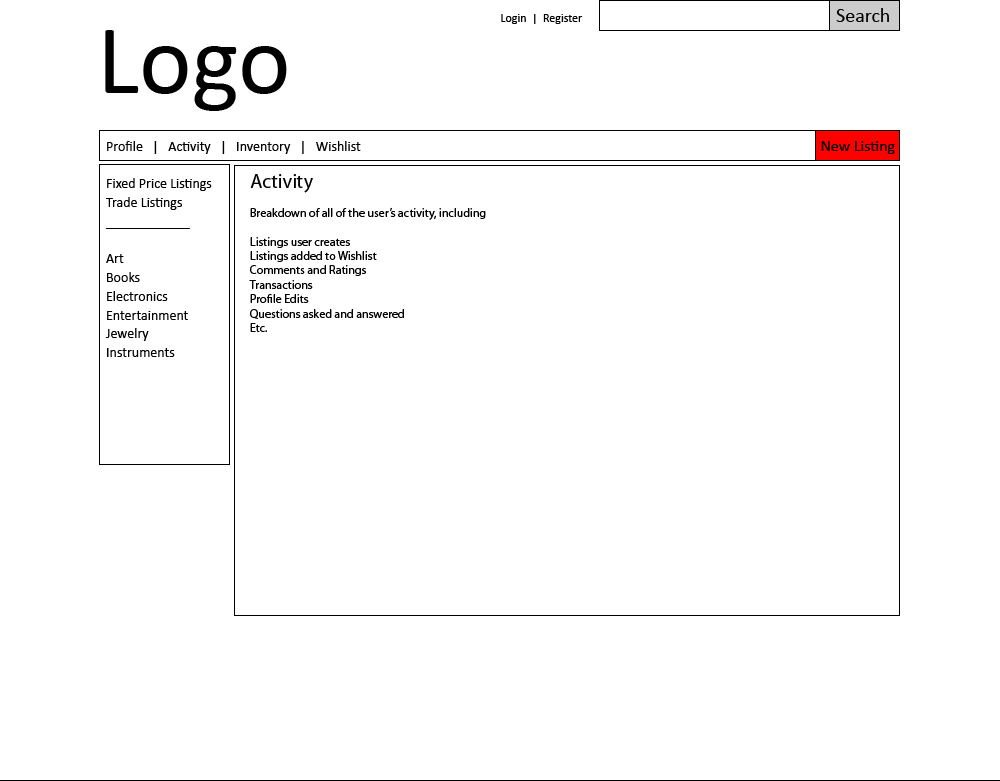 Login | Register
Search
Logo
Profile | Activity | Inventory | Wishlist
New Listing
Fixed Price Listings
Trade Listings
Art
Books
Electronics
Entertainment
Jewelry
Instruments
Activity
Breakdown of all of the user's activity, including
Listings user creates
Listings added to Wishlist
Comments and Ratings
Transactions
Profile Edits
Questions asked and answered
Etc.